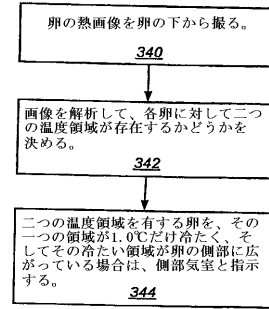 卵の熱画像を卵の下から撮る。
340
画像を解析して、各卵に対して二つ
の温度領域が存在するかどうかを
決める。
342
二つの温度領域を有する卵を、その
一つの領域が1.0℃だけ冷たく、そ
してその冷たい領域が卵の側部に広
がっている場合は、側部気室と指示
する。
344